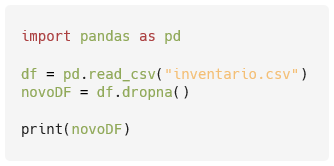 import pandas as pd
df = pd.read_csv("inventario.csv")
novoDF = df.dropna()
print(novoDF)